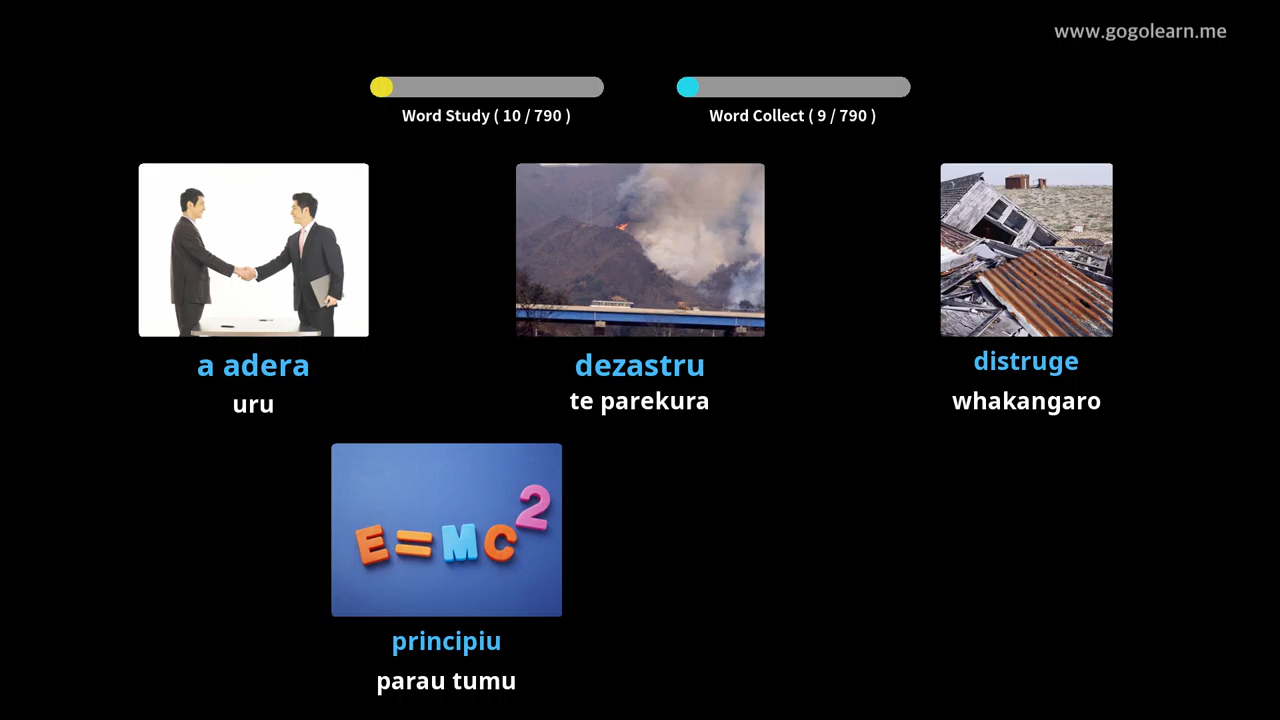 www.gogolearn.me
Word Study ( 10 / 790 )
Word Collect ( 9 / 790 )
a adera
uru
dezastru
te parekura
distruge
whakangaro
E=MC2
principiu
parau tumu